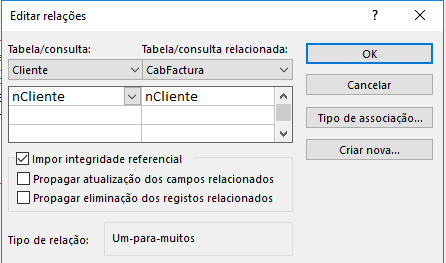 Editar relações
Tabela/consulta: Tabela/consulta relacionada:
Cliente CabFactura
nCliente nCliente
Impor integridade referencial
Propagar atualização dos campos relacionados
Propagar eliminação dos registos relacionados
Tipo de relação: Um-para-muitos
OK
Cancelar
Tipo de associação...
Criar nova...